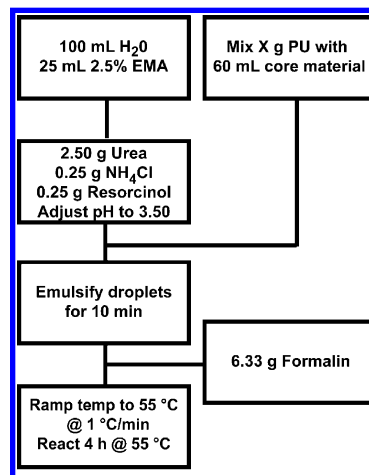 100 mL H₂0
25 mL 2.5% EMA
Mix X g PU with
60 mL core material
2.50 g Urea
0.25 g NH₄Cl
0.25 g Resorcinol
Adjust pH to 3.50
Emulsify droplets
for 10 min
6.33 g Formalin
Ramp temp to 55 °C
@ 1 °C/min
React 4 h @ 55 °C